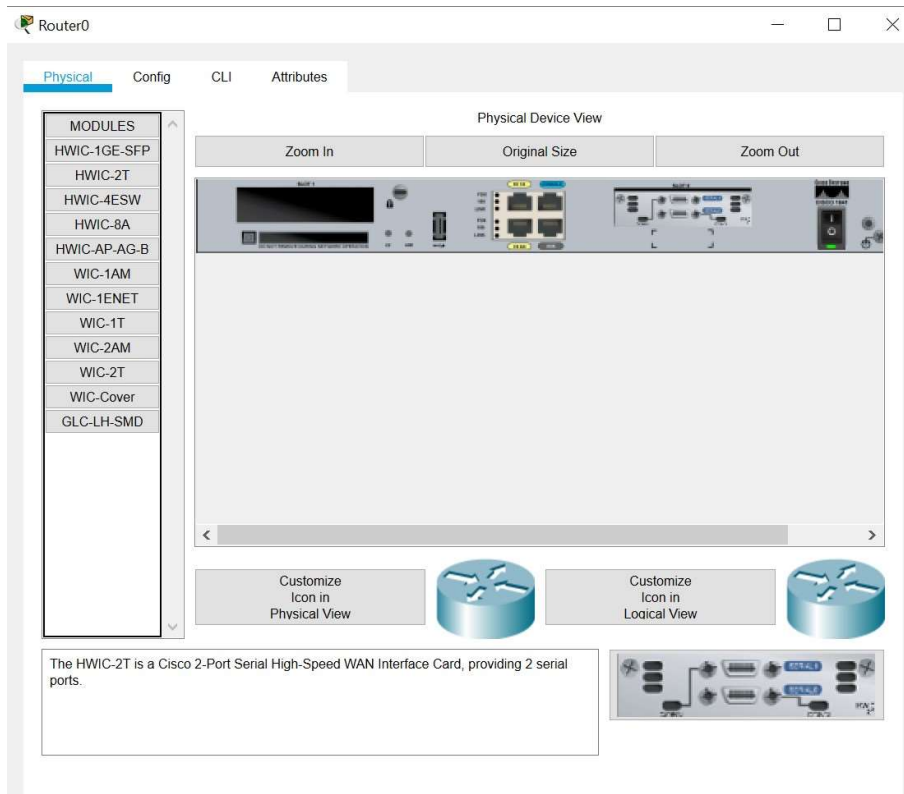 Router0
Physical Config CLI Attributes
MODULES
HWIC-1GE-SFP
HWIC-2T
HWIC-4ESW
HWIC-8A
HWIC-AP-AG-B
WIC-1AM
WIC-1ENET
WIC-1T
WIC-2AM
WIC-2T
WIC-Cover
GLC-LH-SMD
Physical Device View
Zoom In Original Size Zoom Out
Customize
Icon in
Physical View
Customize
Icon in
Logical View
The HWIC-2T is a Cisco 2-Port Serial High-Speed WAN Interface Card, providing 2 serial
ports.